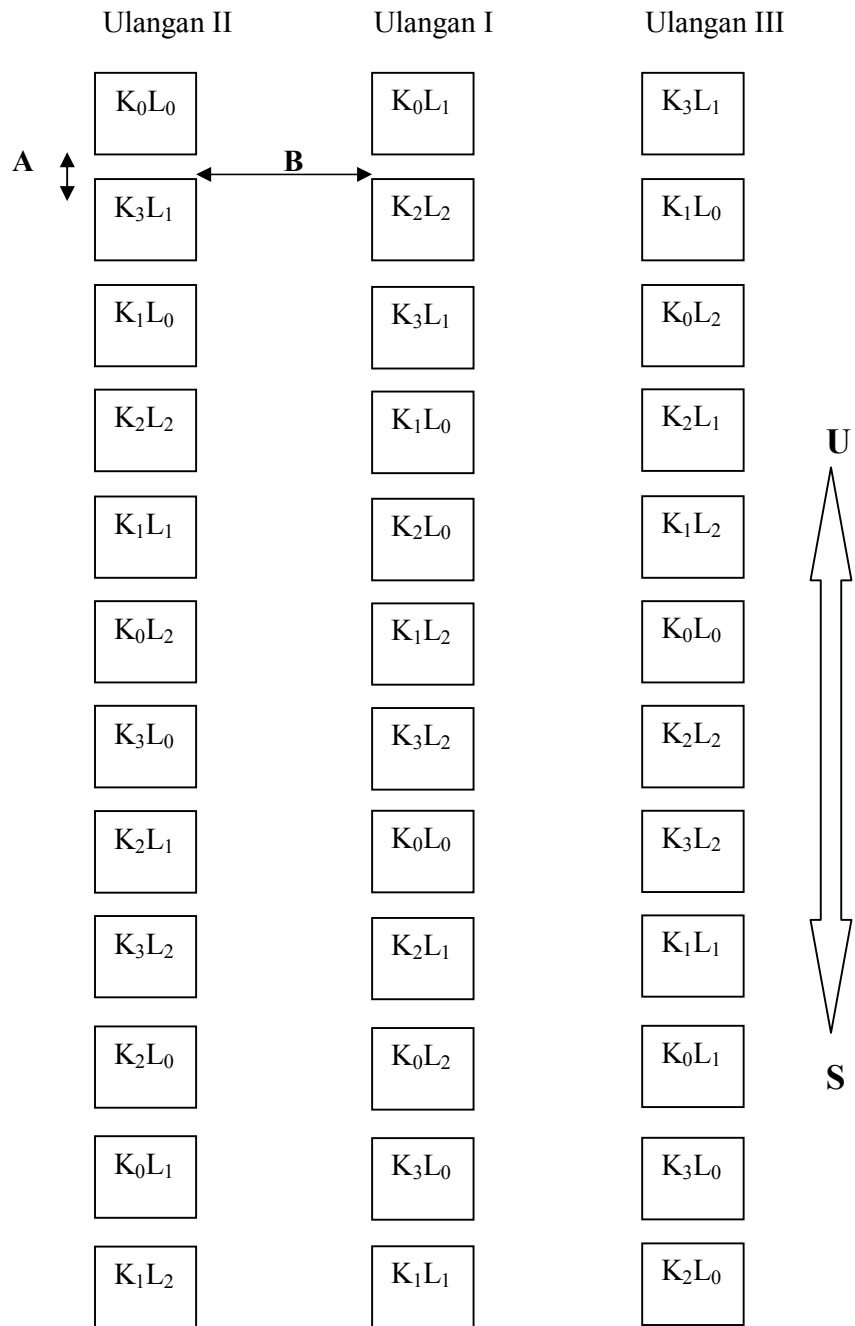 Ulangan II Ulangan I Ulangan III
K₀L₀ K₀L₁ K₃L₁
A B
K₃L₁ K₂L₂ K₁L₀
K₁L₀ K₃L₁ K₀L₂
K₂L₂ K₁L₀ K₂L₁
U
K₁L₁ K₂L₀ K₁L₂
K₀L₂ K₁L₂ K₀L₀
K₃L₀ K₃L₂ K₂L₂
K₂L₁ K₀L₀ K₃L₂
K₃L₂ K₂L₁ K₁L₁
K₂L₀ K₀L₂ K₀L₁
S
K₀L₁ K₃L₀ K₃L₀
K₁L₂ K₁L₁ K₂L₀